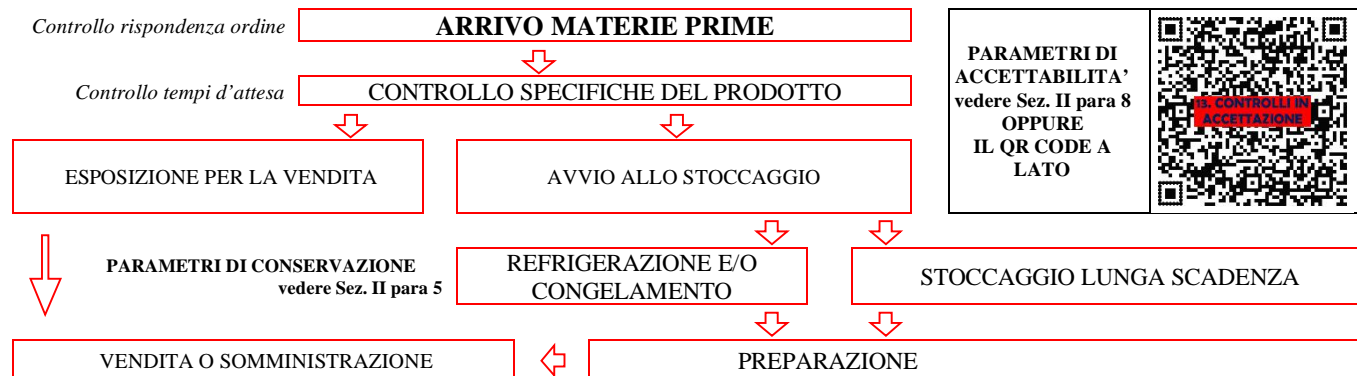 Controllo rispondenza ordine
ARRIVO MATERIE PRIME
Controllo tempi d'attesa
CONTROLLO SPECIFICHE DEL PRODOTTO
PARAMETRI DI
ACCETTABILITA'
vedere Sez. II para 8
OPPURE
IL QR CODE A
LATO
13. CONTROLLI IN
ACCETTAZIONE
ESPOSIZIONE PER LA VENDITA
AVVIO ALLO STOCCAGGIO
PARAMETRI DI CONSERVAZIONE
vedere Sez. II para 5
REFRIGERAZIONE E/O
CONGELAMENTO
STOCCAGGIO LUNGA SCADENZA
VENDITA O SOMMINISTRAZIONE
PREPARAZIONE